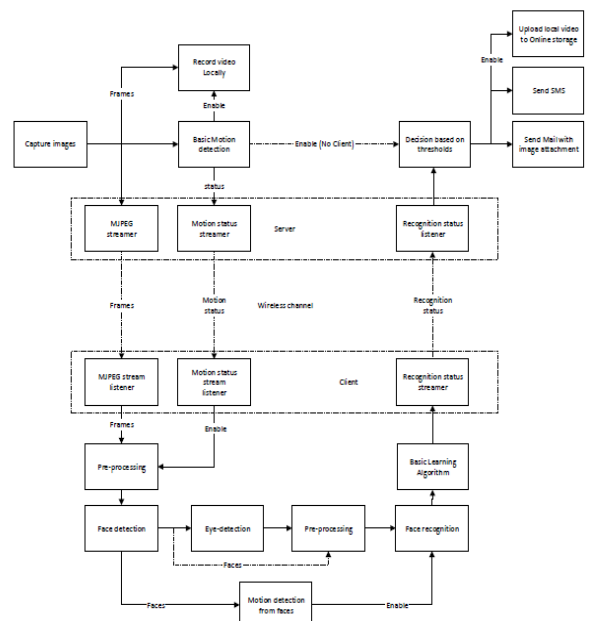 Upload local video
to Online storage
Record video
Locally
Enable
Frames
Send SMS
Enable
Capture images
Basic Motion
detection
Enable (No Client)
Decision based on
thresholds
Send Mail with
image attachment
status
MJPEG
streamer
Motion status
streamer
Server
Recognition status
listener
Frames
Motion
status
Wireless channel
Recognition
status
MJPEG stream
listener
Motion status
stream
listener
Client
Recognition status
streamer
Frames
Enable
Pre-processing
Basic Learning
Algorithm
Face detection
Eye-detection
Pre-processing
Face recognition
Faces
Faces
Motion detection
from faces
Enable